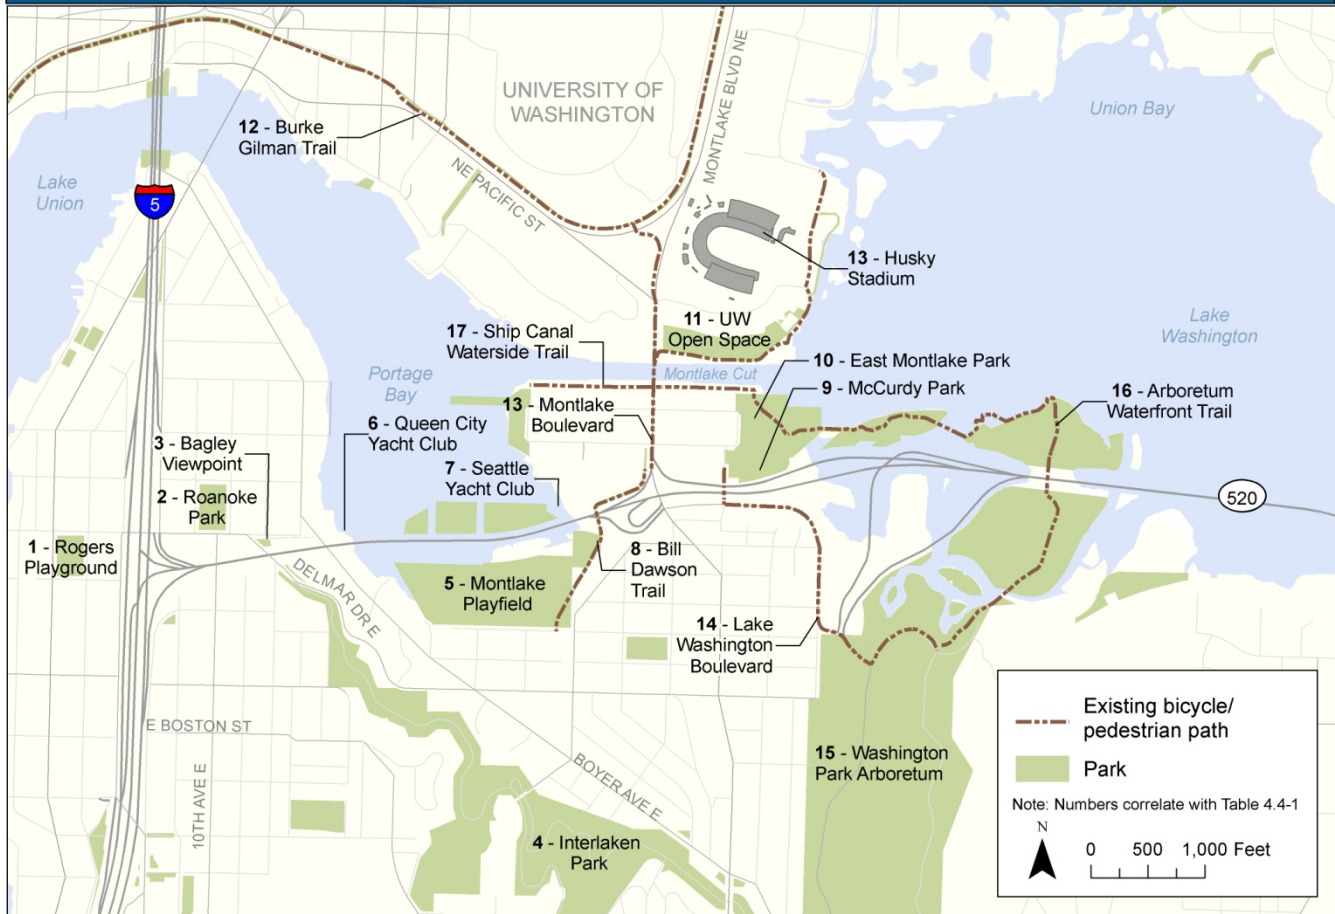 UNIVERSITY OF
WASHINGTON
MONTLAKE BLVD NE
Union Bay
12 - Burke
Gilman Trail
NE PACIFIC ST
Lake
Union
5
13 - Husky
Stadium
11 - UW
Open Space
17 - Ship Canal
Waterside Trail
Lake
Washington
10 - East Montlake Park
Montlake Cut
Portage
Bay
9 - McCurdy Park
16 - Arboretum
Waterfront Trail
13 - Montlake
Boulevard
6 - Queen City
Yacht Club
3 - Bagley
Viewpoint
7 - Seattle
Yacht Club
2 - Roanoke
Park
520
1 - Rogers
Playground
8 - Bill
Dawson
Trail
5 - Montlake
Playfield
DELMAR DR E
14 - Lake
Washington
Boulevard
E BOSTON ST
10TH AVE E
BOYER AVE E
15 - Washington
Park Arboretum
4 - Interlaken
Park
Existing bicycle/
pedestrian path
Park
Note: Numbers correlate with Table 4.4-1
N
0 500 1,000 Feet